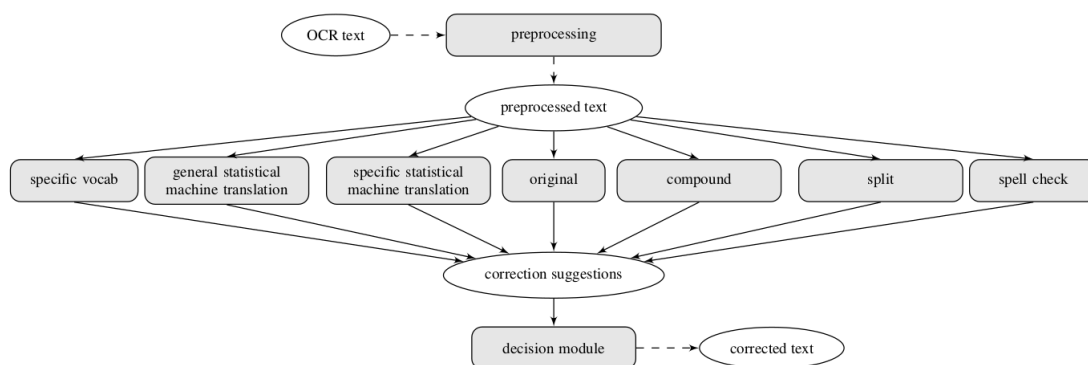 OCR text
preprocessing
preprocessed text
specific vocab
general statistical
machine translation
specific statistical
machine translation
original
compound
split
spell check
correction suggestions
decision module
corrected text